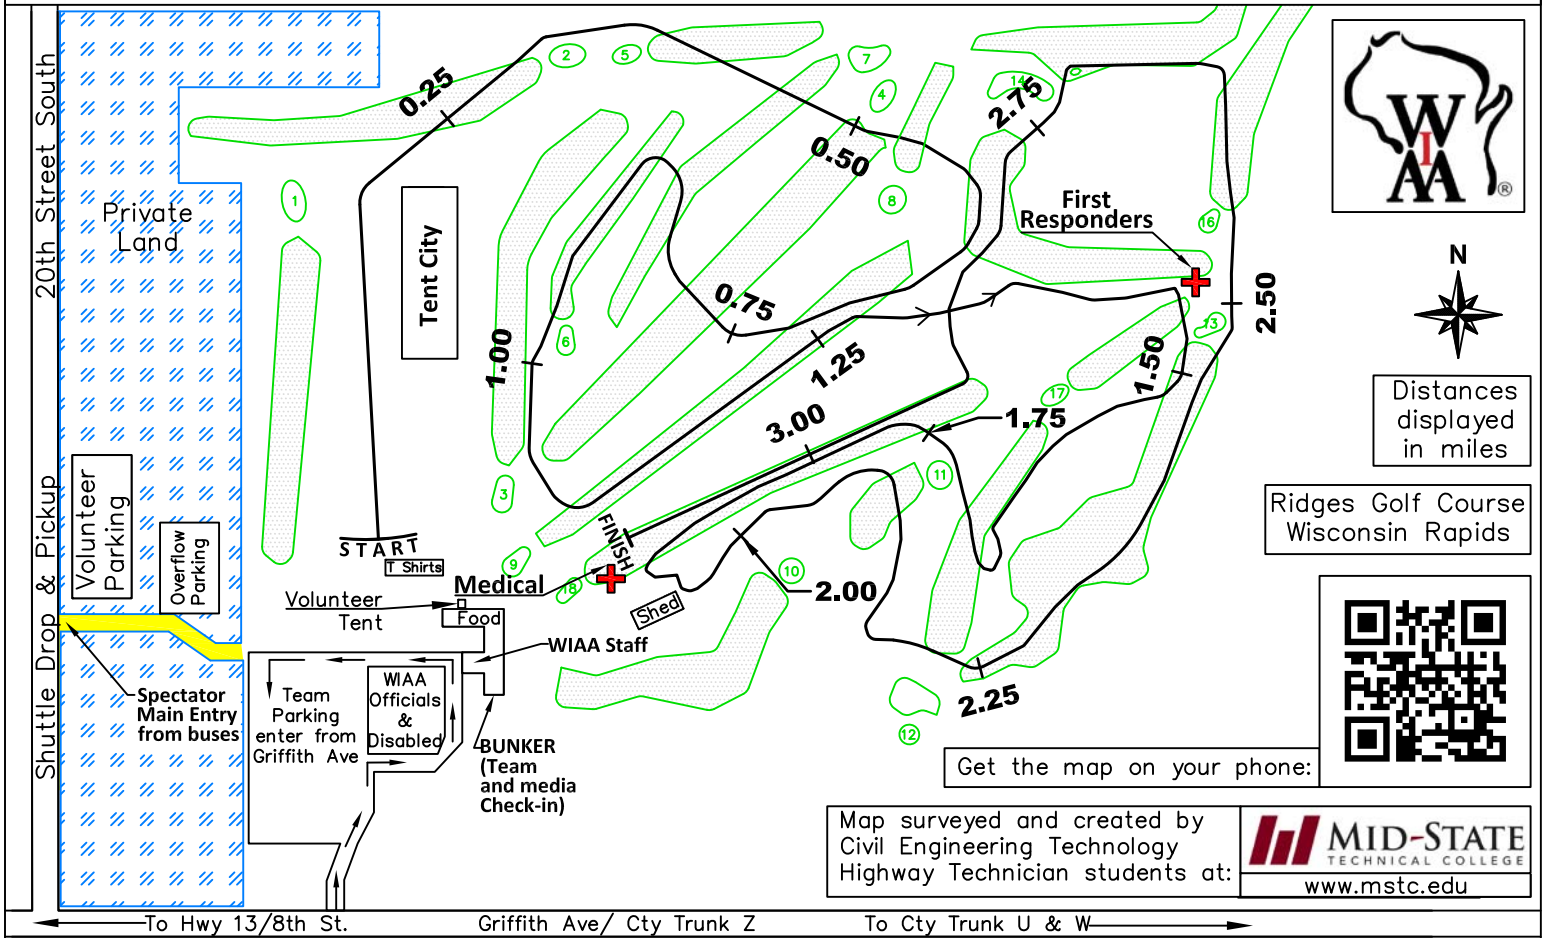 20th Street South
Shuttle Drop & Pickup
Private
Land
Volunteer
Parking
Overflow
Parking
Spectator
Main Entry
from buses
0.25
0.50
0.75
1.00
1.25
1.50
1.75
2.00
2.25
2.50
2.75
3.00
1
2
3
4
5
6
7
8
9
10
11
12
13
14
16
17
18
Tent City
START
T Shirts
FINISH
Medical
Volunteer
Tent
Food
Shed
WIAA Staff
BUNKER
(Team
and media
Check-in)
WIAA
Officials
&
Disabled
Team
Parking
enter from
Griffith Ave
First
Responders
WIAA
®
N
Distances
displayed
in miles
Ridges Golf Course
Wisconsin Rapids
Get the map on your phone:
Map surveyed and created by
Civil Engineering Technology
Highway Technician students at:
MID-STATE
TECHNICAL COLLEGE
www.mstc.edu
To Hwy 13/8th St.
Griffith Ave/ Cty Trunk Z
To Cty Trunk U & W